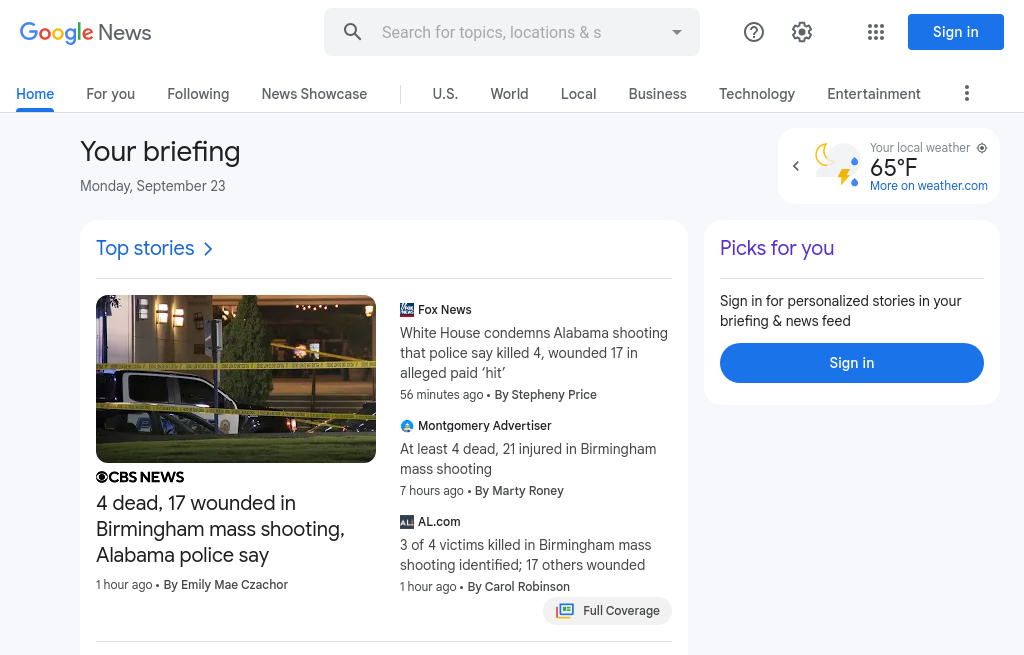 Google News
Search for topics, locations & s
Sign in
Home
For you
Following
News Showcase
U.S.
World
Local
Business
Technology
Entertainment
Your briefing
Monday, September 23
Your local weather
65°F
More on weather.com
Top stories
Picks for you
Sign in for personalized stories in your
briefing & news feed
Sign in
CBS NEWS
4 dead, 17 wounded in
Birmingham mass shooting,
Alabama police say
1 hour ago • By Emily Mae Czachor
Fox News
White House condemns Alabama shooting
that police say killed 4, wounded 17 in
alleged paid ‘hit’
56 minutes ago • By Stepheny Price
Montgomery Advertiser
At least 4 dead, 21 injured in Birmingham
mass shooting
7 hours ago • By Marty Roney
AL.com
3 of 4 victims killed in Birmingham mass
shooting identified; 17 others wounded
1 hour ago • By Carol Robinson
Full Coverage